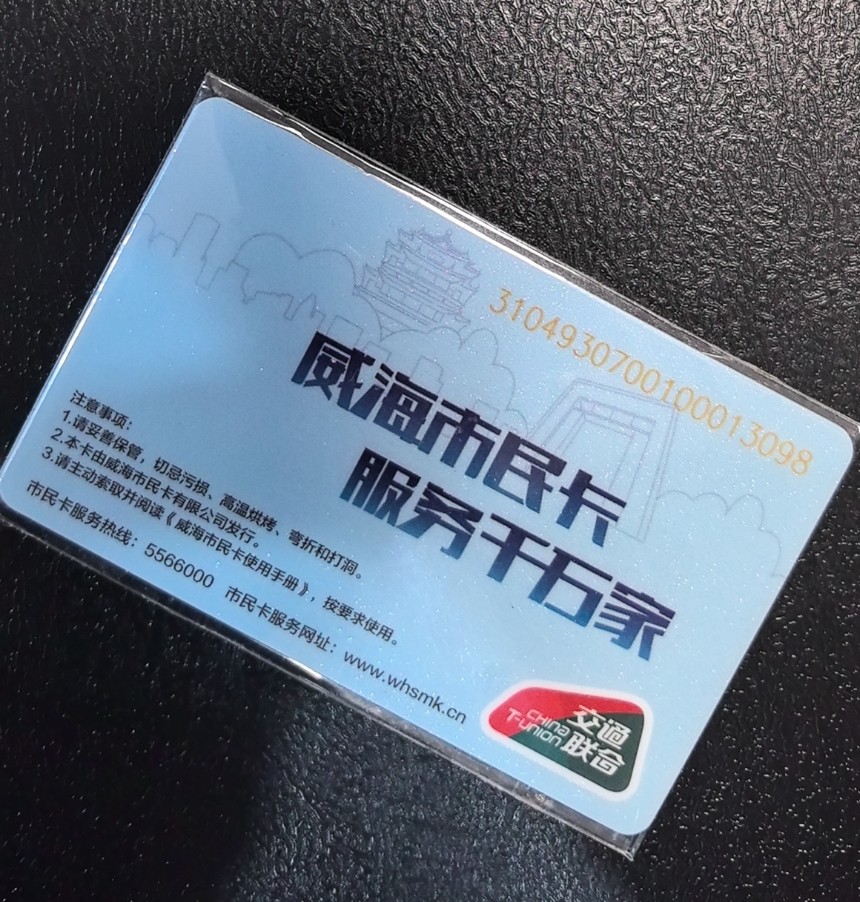 3104930700100013098
威海市民卡
服务千万家
注意事项:
1.请妥善保管，切忌污损、高温烘烤、弯折和打洞。
2.本卡由威海市民卡有限公司发行。
3.请主动索取并阅读《威海市民卡使用手册》，按要求使用。
市民卡服务热线：5566000 市民卡服务网址：www.whsmk.cn
交通
联合
CHINA
T-UNION